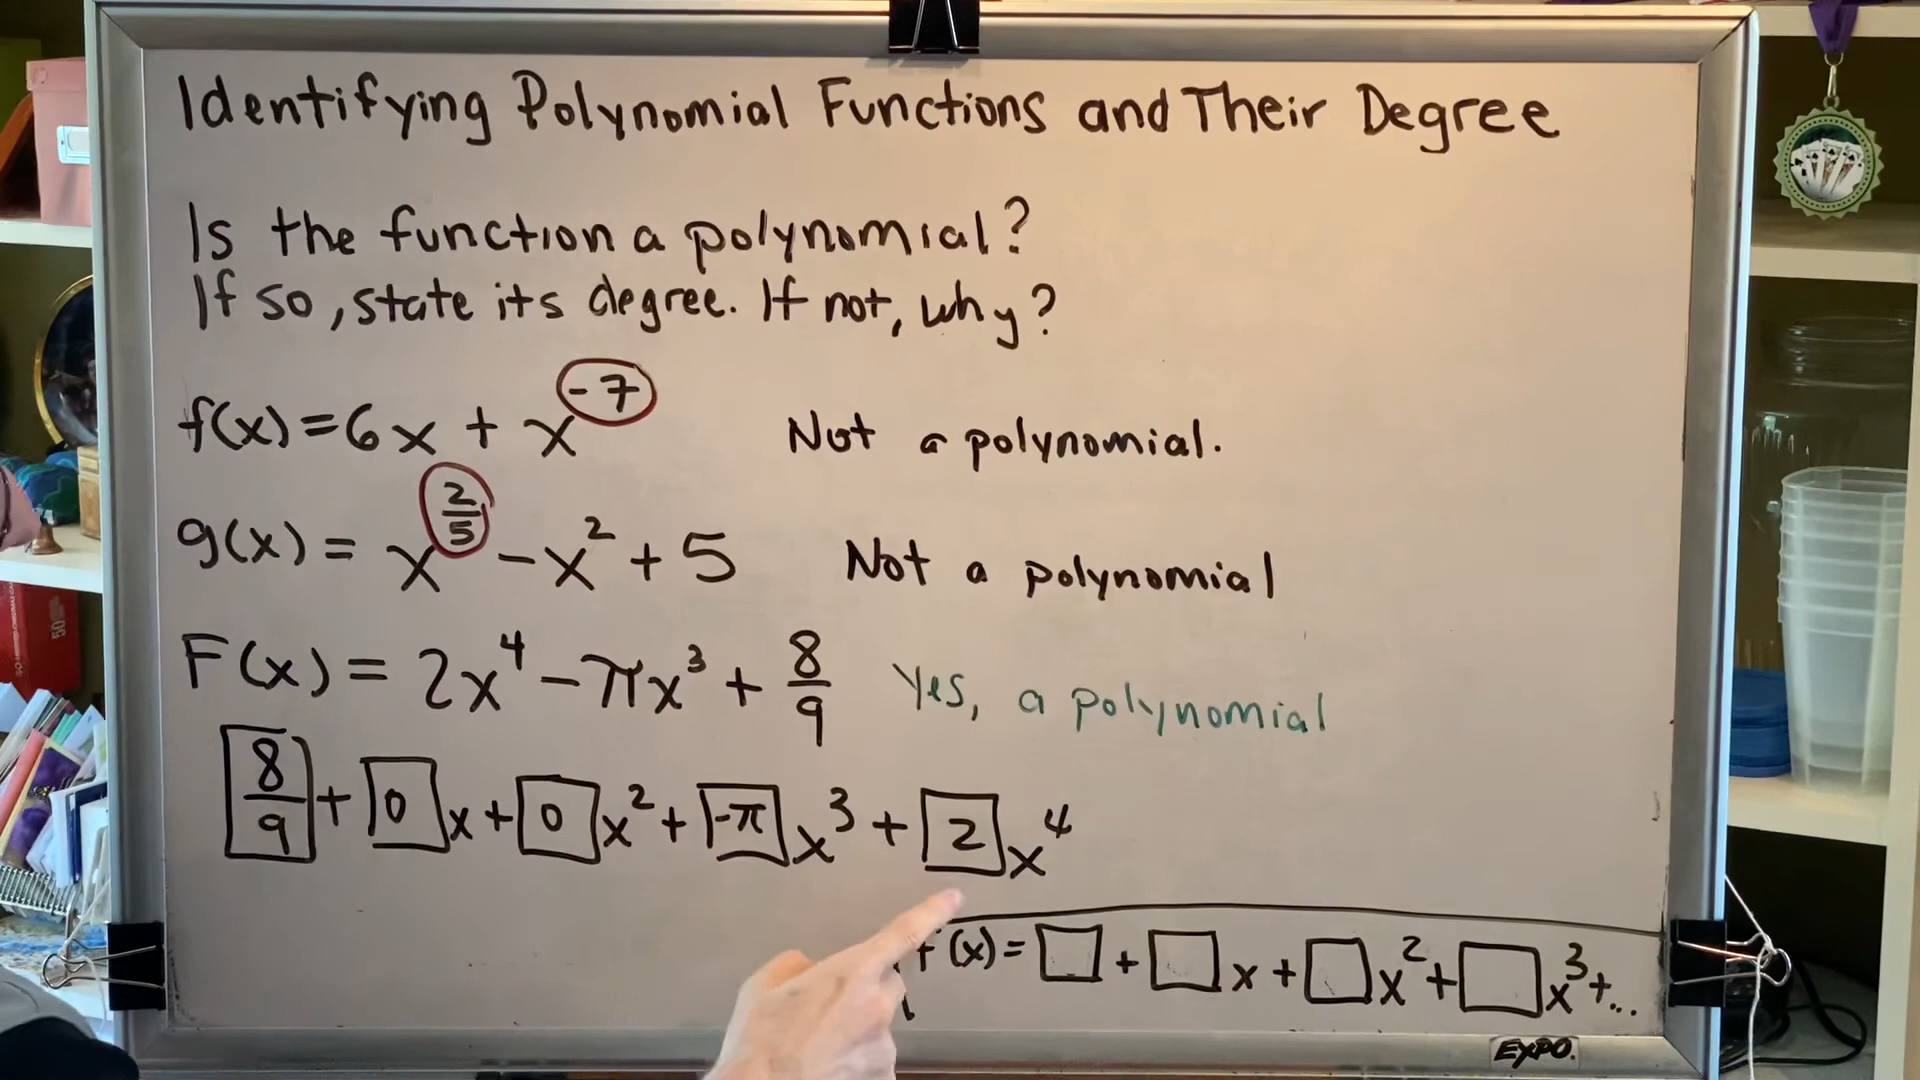 Identifying Polynomial Functions and Their Degree
Is the function a polynomial?
If so, state its degree. If not, why?
f(x) = 6x + x^-7 Not a polynomial.
g(x) = x^2/5 - x^2 + 5 Not a polynomial
F(x) = 2x^4 - πx^3 + 8/9 Yes, a polynomial
8/9 + 0x + 0x^2 + -πx^3 + 2x^4
f(x) = □ + □x + □x^2 + □x^3 + ...
EXPO.
50